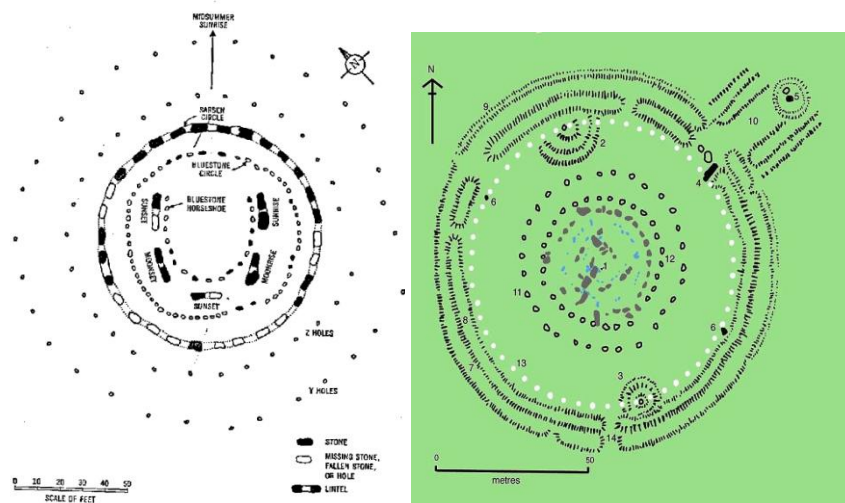 MIDSUMMER
SUNRISE
N
SARSEN
CIRCLE
BLUESTONE
CIRCLE
BLUESTONE
HORSESHOE
SUNSET
SUNRISE
MOONSET
MOONRISE
SUNSET
Z HOLES
Y HOLES
STONE
MISSING STONE,
FALLEN STONE,
OR HOLE
LINTEL
0 10 20 30 40 50
SCALE OF FEET
N
9
5
10
2
4
6
1
12
11
8
7
6
13
3
14
0 50
metres